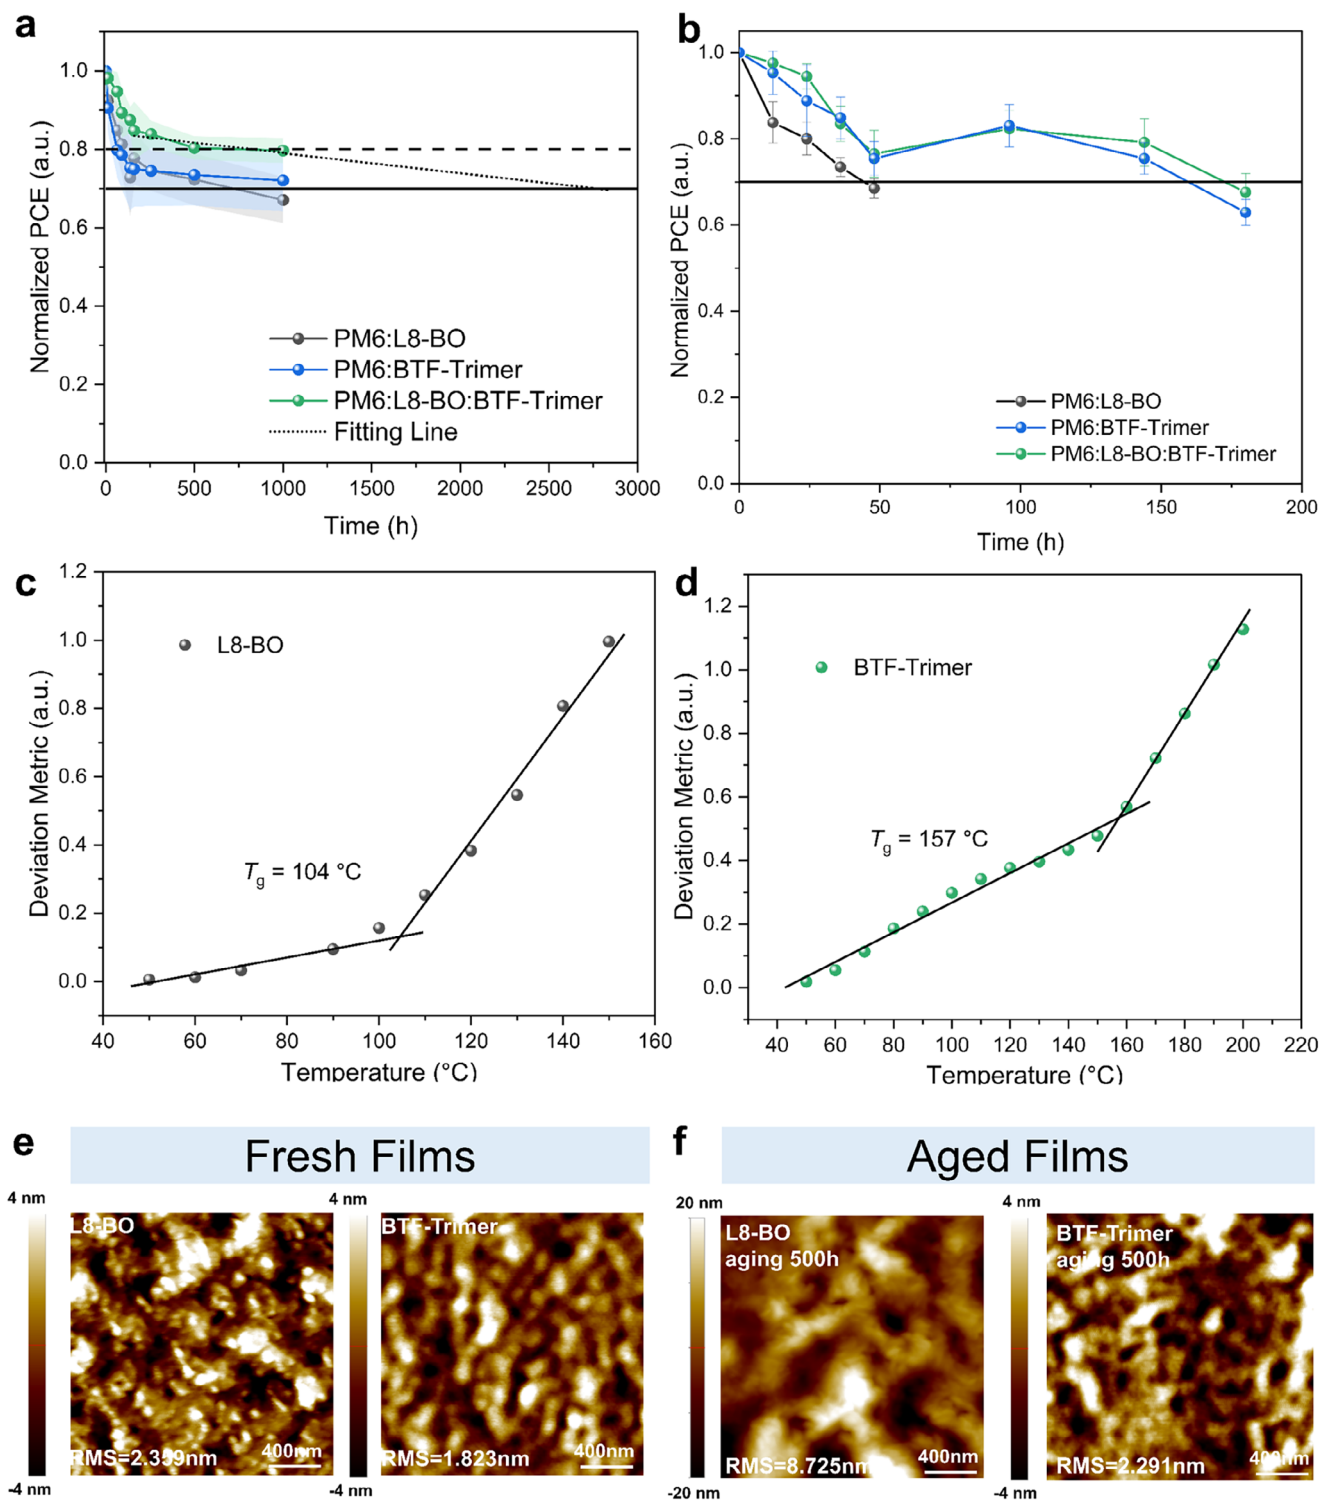 a
1.0
0.8
0.6
0.4
0.2
0.0
Normalized PCE (a.u.)
PM6:L8-BO
PM6:BTF-Trimer
PM6:L8-BO:BTF-Trimer
Fitting Line
0 500 1000 1500 2000 2500 3000
Time (h)
b
1.0
0.8
0.6
0.4
0.2
0.0
Normalized PCE (a.u.)
PM6:L8-BO
PM6:BTF-Trimer
PM6:L8-BO:BTF-Trimer
0 50 100 150 200
Time (h)
c
1.2
1.0
0.8
0.6
0.4
0.2
0.0
Deviation Metric (a.u.)
L8-BO
Tg = 104 °C
40 60 80 100 120 140 160
Temperature (°C)
d
1.2
1.0
0.8
0.6
0.4
0.2
0.0
Deviation Metric (a.u.)
BTF-Trimer
Tg = 157 °C
40 60 80 100 120 140 160 180 200 220
Temperature (°C)
e
Fresh Films
4 nm
-4 nm
L8-BO
RMS=2.359nm
400nm
4 nm
-4 nm
BTF-Trimer
RMS=1.823nm
400nm
f
Aged Films
20 nm
-20 nm
L8-BO
aging 500h
RMS=8.725nm
400nm
4 nm
-4 nm
BTF-Trimer
aging 500h
RMS=2.291nm
400nm